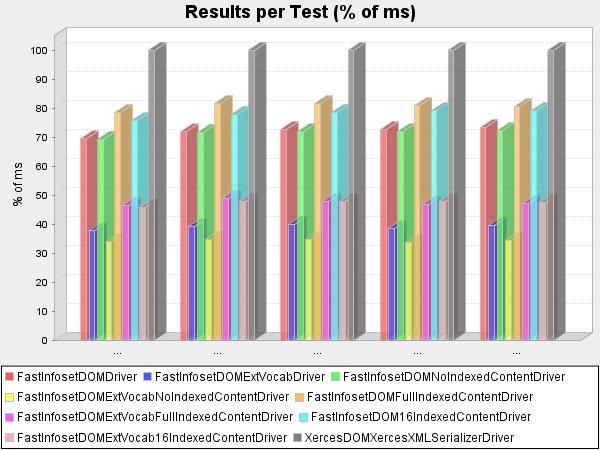 Results per Test (% of ms)
100
90
80
70
60
50
40
30
20
10
0
% of ms
... ... ... ... ...
FastInfosetDOMDriver FastInfosetDOMExtVocabDriver FastInfosetDOMNoIndexedContentDriver
FastInfosetDOMExtVocabNoIndexedContentDriver FastInfosetDOMFullIndexedContentDriver
FastInfosetDOMExtVocabFullIndexedContentDriver FastInfosetDOM16IndexedContentDriver
FastInfosetDOMExtVocab16IndexedContentDriver XercesDOMXercesXMLSerializerDriver